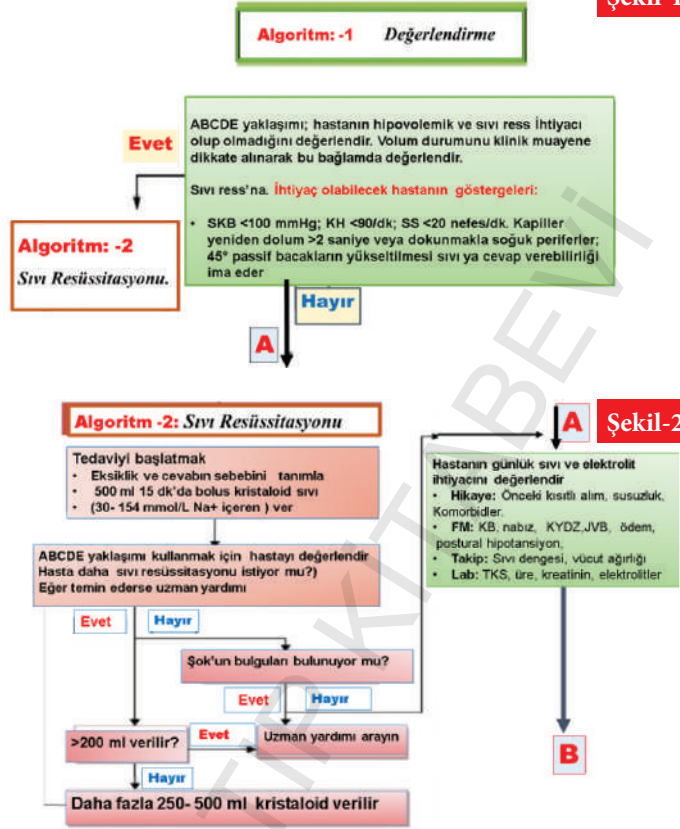 Şekil-1
Algoritm: -1 Değerlendirme
ABCDE yaklaşımı; hastanın hipovolemik ve sıvı ress İhtiyacı
olup olmadığını değerlendir. Volum durumunu klinik muayene
dikkate alınarak bu bağlamda değerlendir.
Sıvı ress'na. İhtiyaç olabilecek hastanın göstergeleri:
• SKB <100 mmHg; KH <90/dk; SS <20 nefes/dk. Kapiller
yeniden dolum >2 saniye veya dokunmakla soğuk periferler;
45° passif bacakların yükseltilmesi sıvı ya cevap verebilirliği
ima eder
Evet
Algoritm: -2
Sıvı Resüssitasyonu.
Hayır
A
Algoritm -2: Sıvı Resüssitasyonu
Tedaviyi başlatmak
• Eksiklik ve cevabın sebebini tanımla
• 500 ml 15 dk'da bolus kristaloid sıvı
• (30- 154 mmol/L Na+ içeren ) ver
ABCDE yaklaşımı kullanmak için hastayı değerlendir
Hasta daha sıvı resüssitasyonu istiyor mu?)
Eğer temin ederse uzman yardımı
Evet Hayır
Şok'un bulguları bulunuyor mu?
Evet Hayır
>200 ml verilir? Evet Uzman yardımı arayın
Hayır
Daha fazla 250- 500 ml kristaloid verilir
A
Şekil-2
Hastanın günlük sıvı ve elektrolit
ihtiyacını değerlendir
• Hikaye: Önceki kısıtlı alım, susuzluk,
Komorbidler.
• FM: KB, nabız, KYDZ,JVB, ödem,
postural hipotansiyon,
• Takip: Sıvı dengesi, vücut ağırlığı
• Lab: TKS, üre, kreatinin, elektrolitler
B
TIP KİTABEVİ